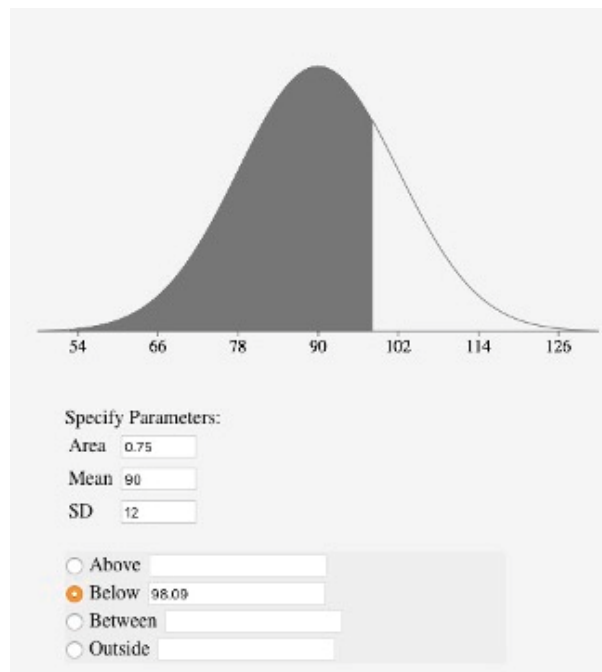 54 66 78 90 102 114 126
Specify Parameters:
Area 0.75
Mean 90
SD 12
Above
Below 98.09
Between
Outside